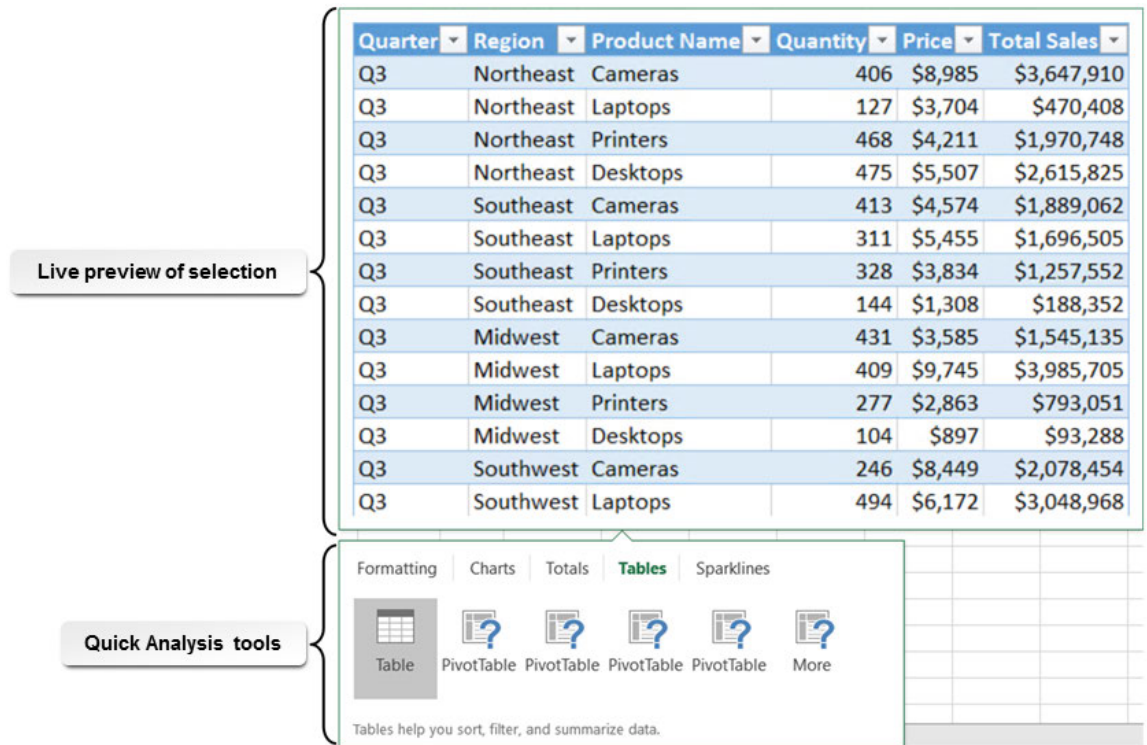 Quarter Region Product Name Quantity Price Total Sales
Q3 Northeast Cameras 406 $8,985 $3,647,910
Q3 Northeast Laptops 127 $3,704 $470,408
Q3 Northeast Printers 468 $4,211 $1,970,748
Q3 Northeast Desktops 475 $5,507 $2,615,825
Q3 Southeast Cameras 413 $4,574 $1,889,062
Q3 Southeast Laptops 311 $5,455 $1,696,505
Live preview of selection
Q3 Southeast Printers 328 $3,834 $1,257,552
Q3 Southeast Desktops 144 $1,308 $188,352
Q3 Midwest Cameras 431 $3,585 $1,545,135
Q3 Midwest Laptops 409 $9,745 $3,985,705
Q3 Midwest Printers 277 $2,863 $793,051
Q3 Midwest Desktops 104 $897 $93,288
Q3 Southwest Cameras 246 $8,449 $2,078,454
Q3 Southwest Laptops 494 $6,172 $3,048,968
Formatting Charts Totals Tables Sparklines
Quick Analysis tools
Table PivotTable PivotTable PivotTable PivotTable More
Tables help you sort, filter, and summarize data.